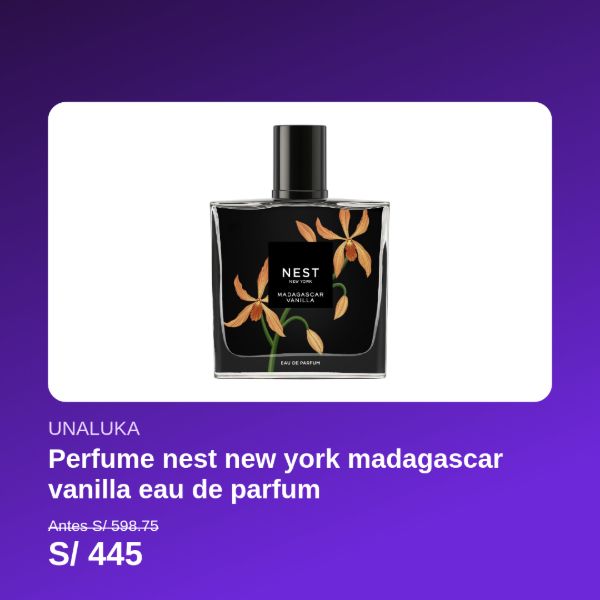 NEST
NEW YORK
MADAGASCAR
VANILLA
EAU DE PARFUM
UNALUKA
Perfume nest new york madagascar
vanilla eau de parfum
Antes S/ 598.75
S/ 445